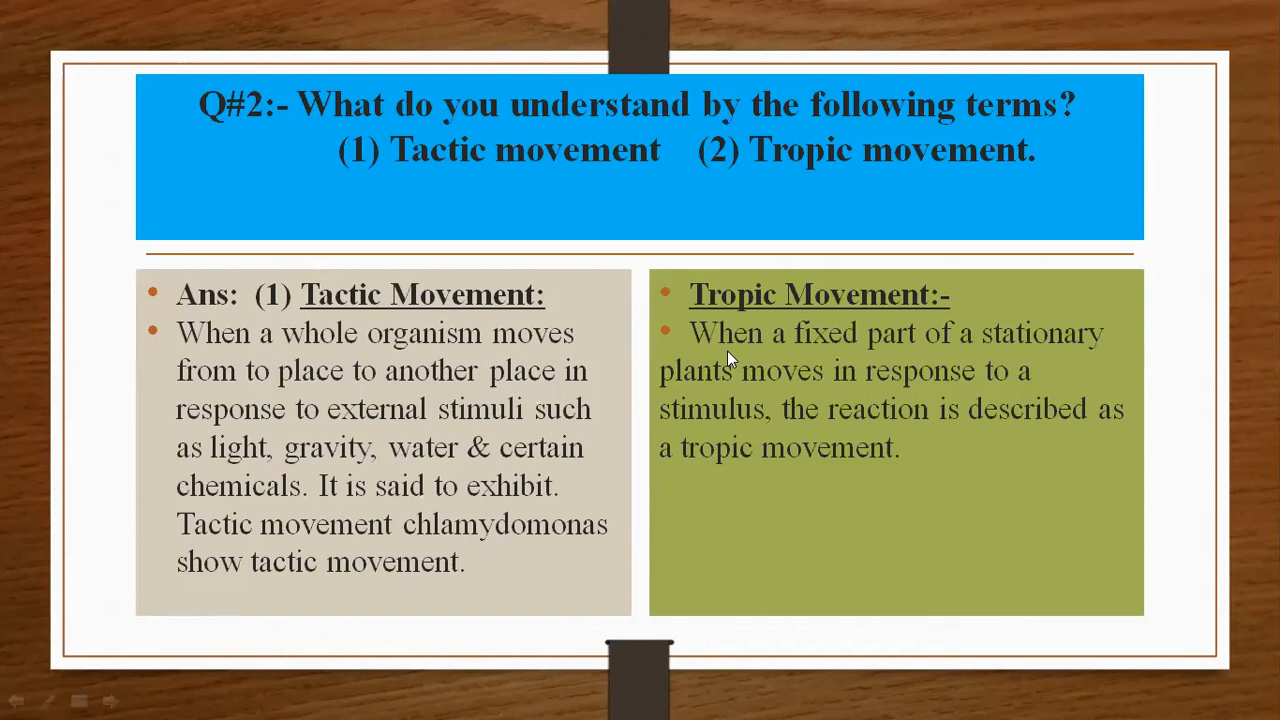 Q#2:- What do you understand by the following terms?
(1) Tactic movement (2) Tropic movement.
• Ans: (1) Tactic Movement:
• When a whole organism moves
from to place to another place in
response to external stimuli such
as light, gravity, water & certain
chemicals. It is said to exhibit.
Tactic movement chlamydomonas
show tactic movement.
• Tropic Movement:-
• When a fixed part of a stationary
plants moves in response to a
stimulus, the reaction is described as
a tropic movement.